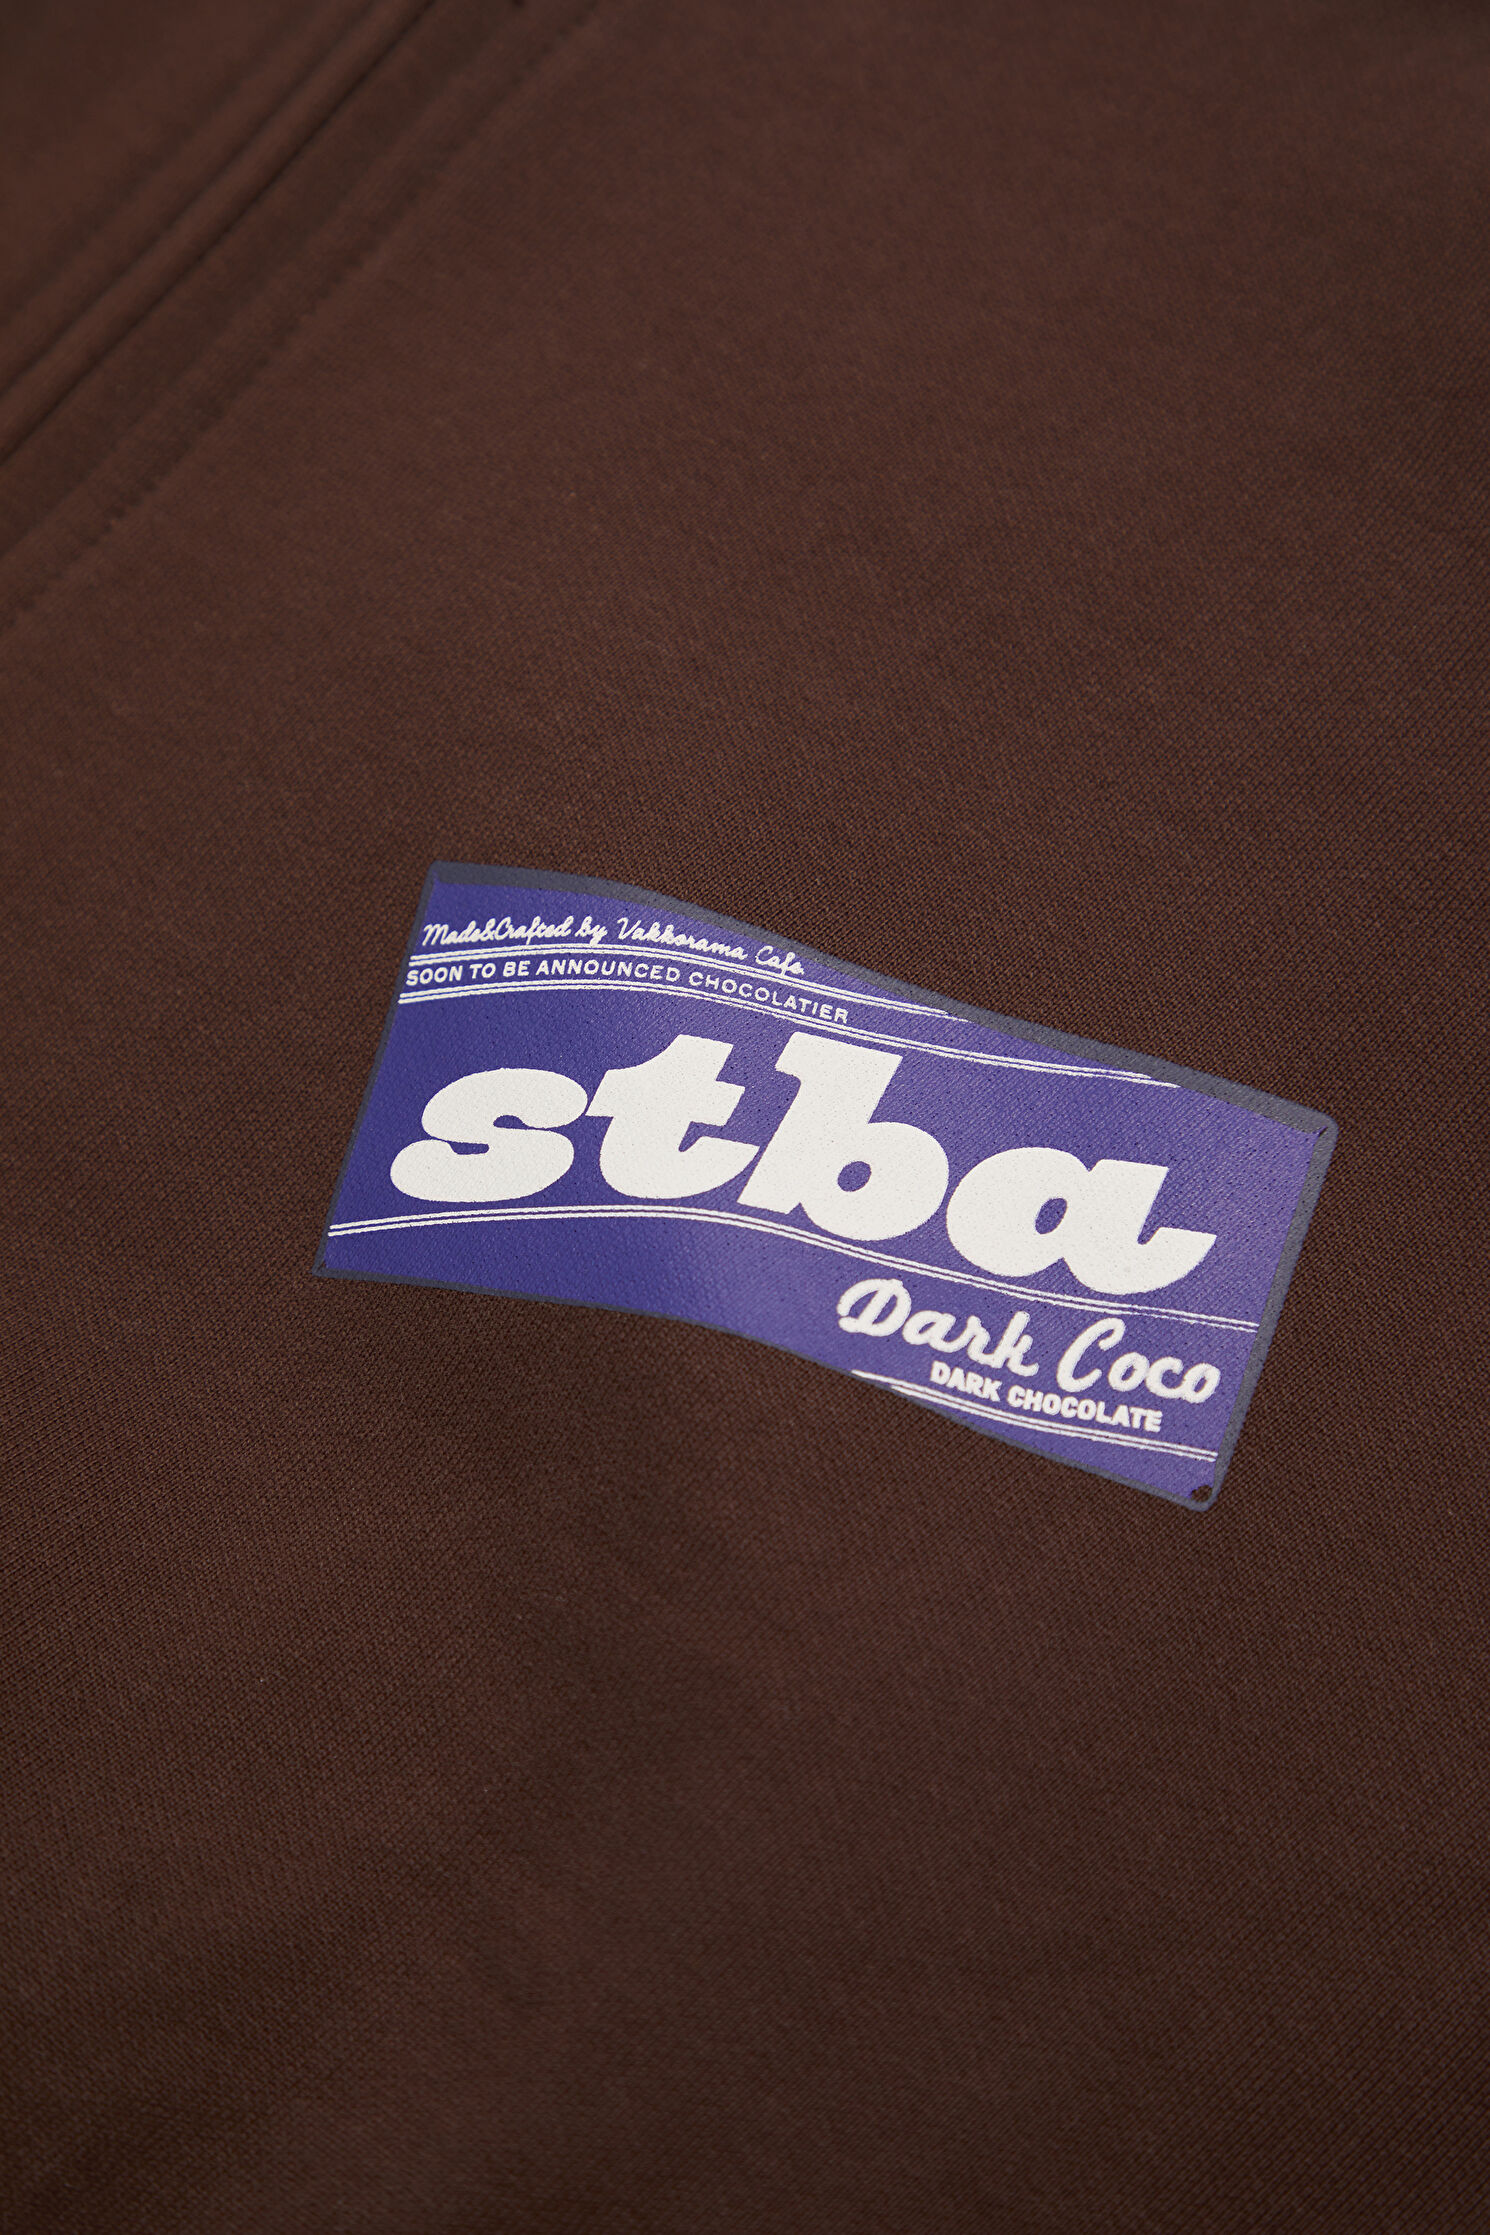 Made&Crafted by Vakkorama Cafe
SOON TO BE ANNOUNCED CHOCOLATIER
stba
Dark Coco
DARK CHOCOLATE